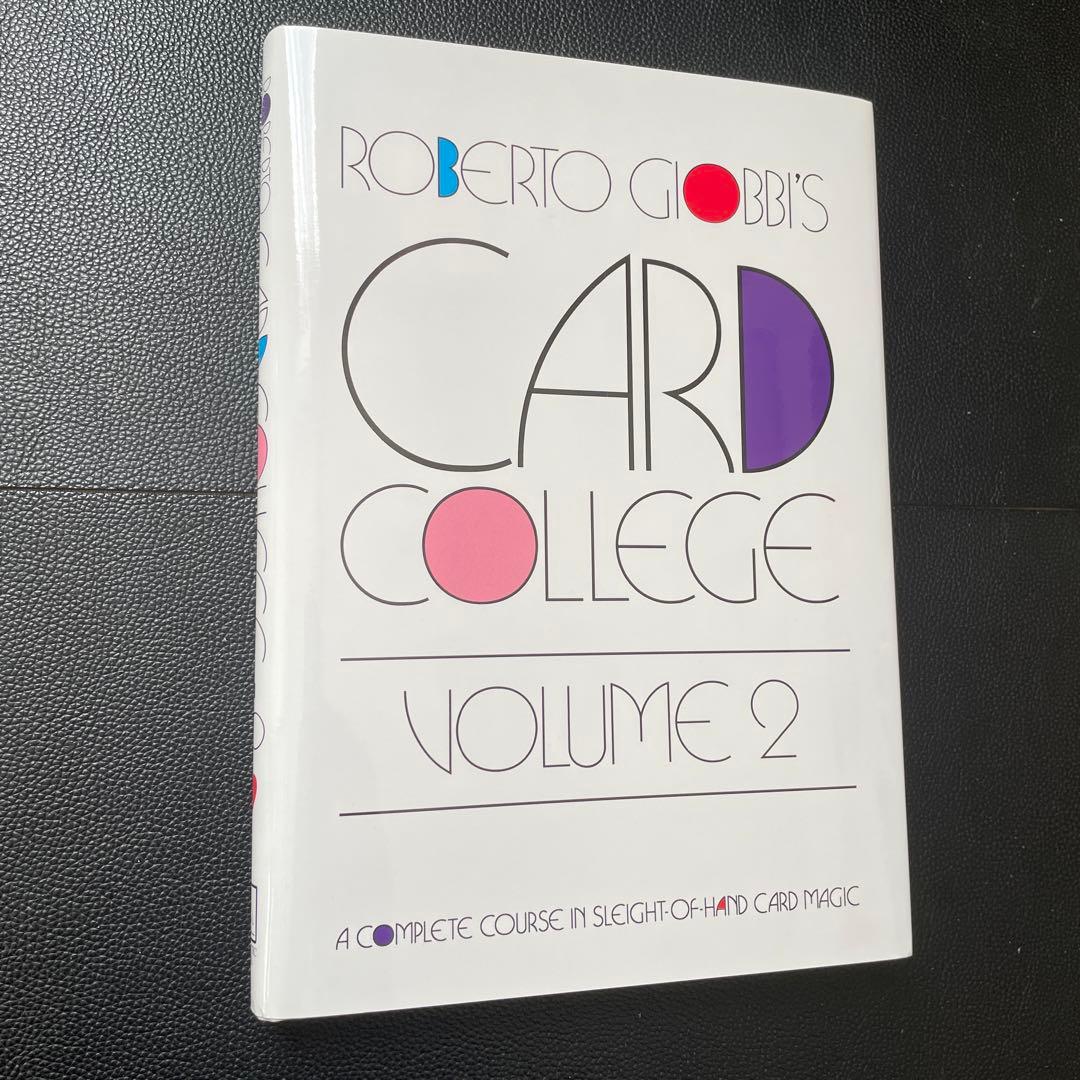 ROBERTO GIOBBI'S
CARD
COLLEGE
VOLUME 2
A COMPLETE COURSE IN SLEIGHT-OF-HAND CARD MAGIC